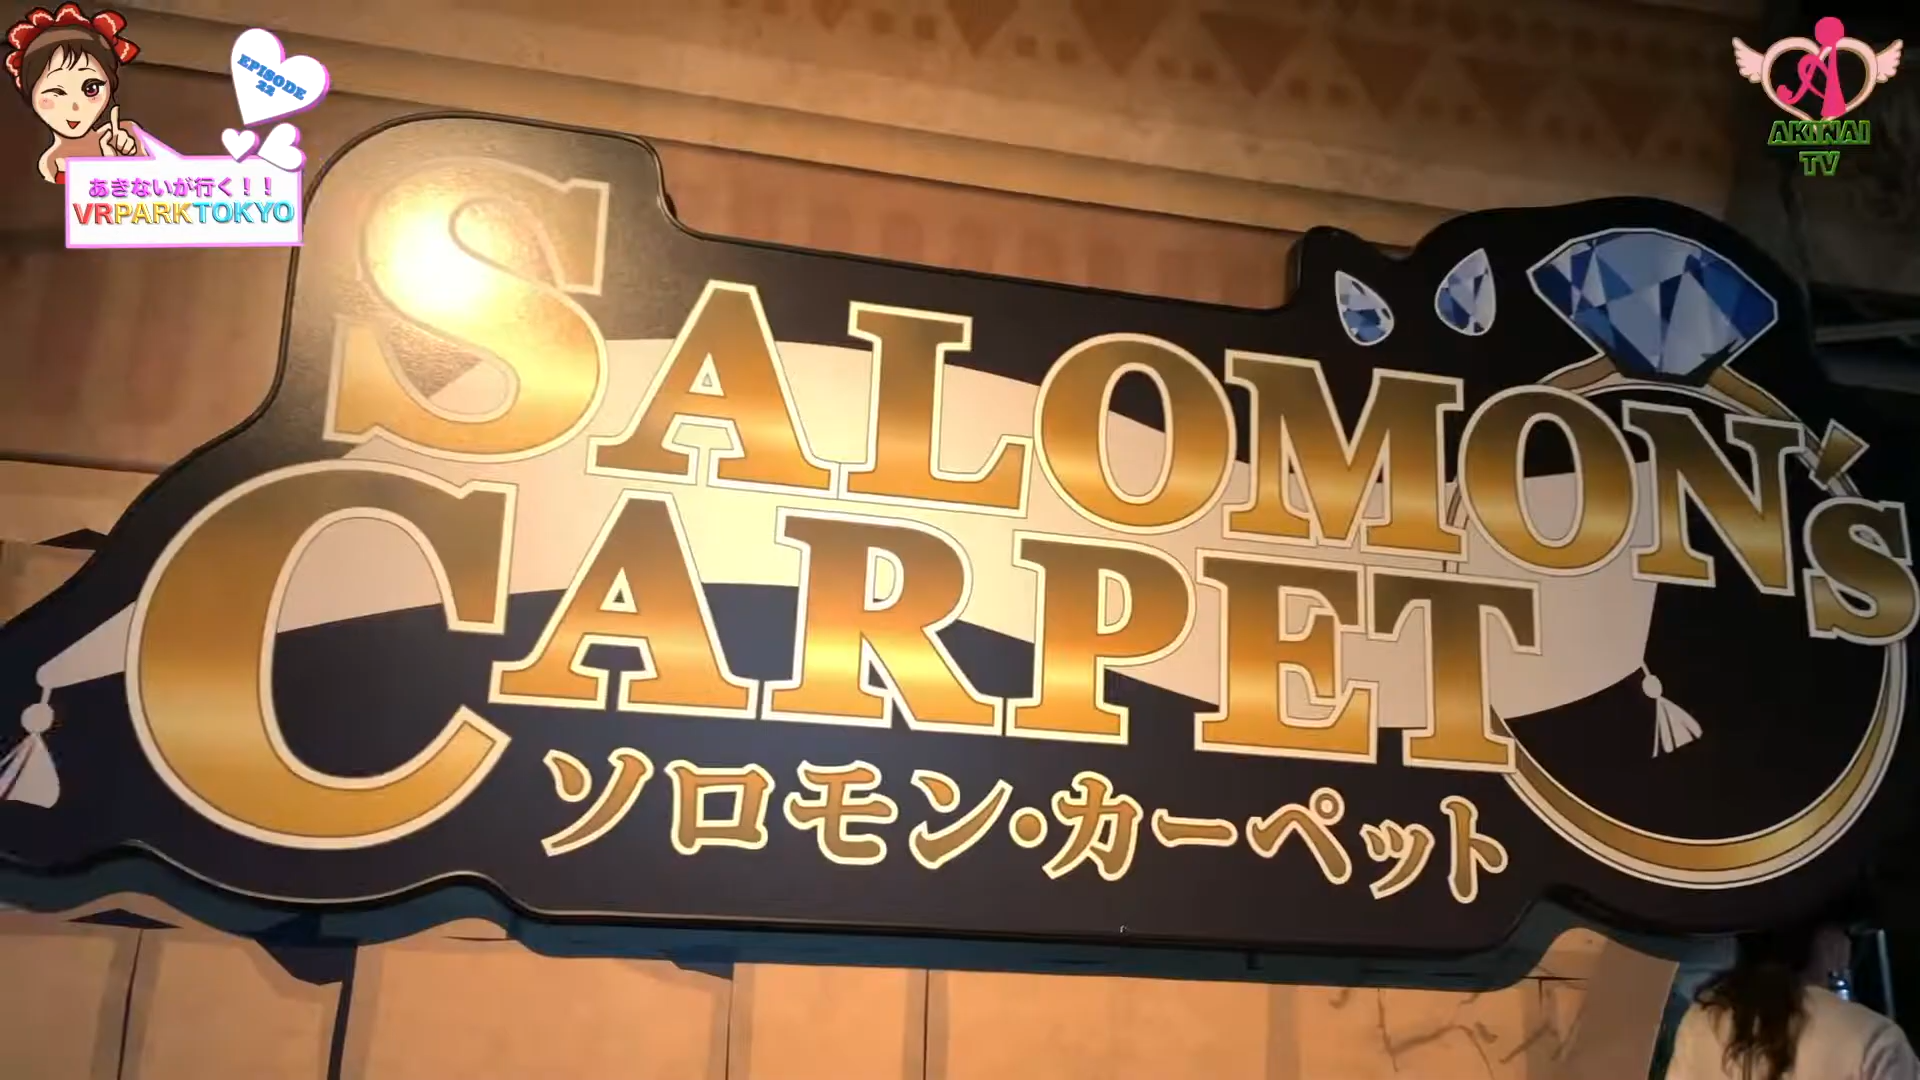 EPISODE
22
あきないが行く！！
VRPARKTOKYO
AKINAI
TV
SALOMON'S
CARPET
ソロモン・カーペット